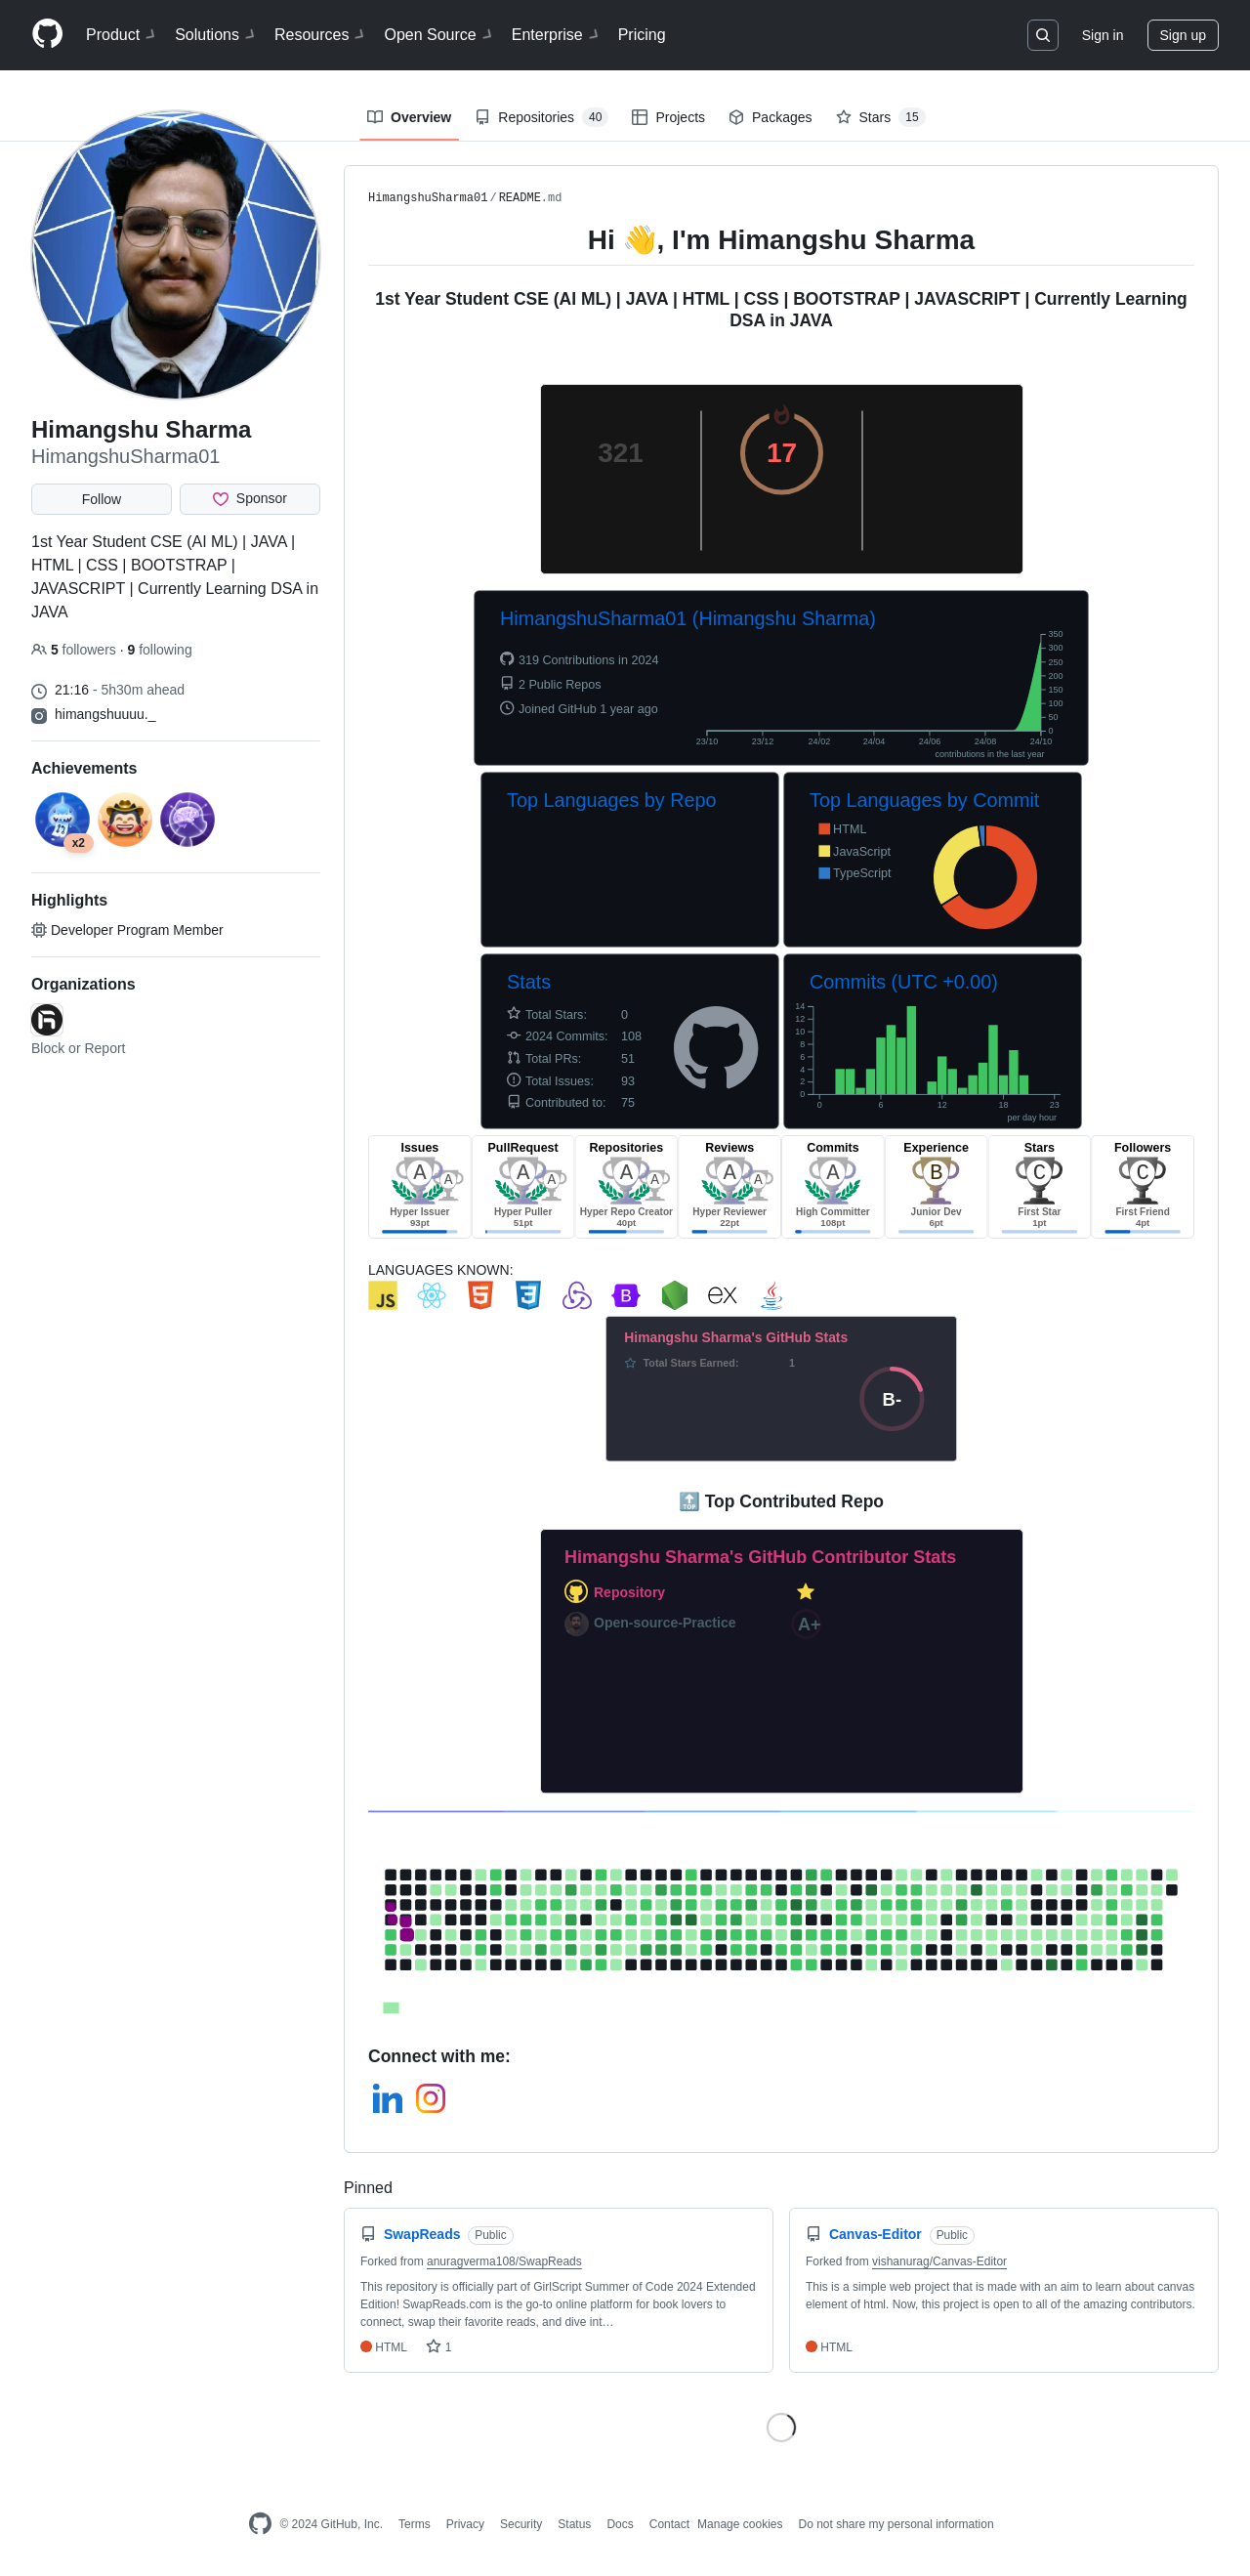 Product Solutions Resources Open Source Enterprise Pricing Sign in Sign up
Overview Repositories 40 Projects Packages Stars 15
Himangshu Sharma
HimangshuSharma01
Follow Sponsor
1st Year Student CSE (AI ML) | JAVA |
HTML | CSS | BOOTSTRAP |
JAVASCRIPT | Currently Learning DSA in
JAVA
5 followers · 9 following
21:16 - 5h30m ahead
himangshuuuu._
Achievements
x2
Highlights
Developer Program Member
Organizations
Block or Report
HimangshuSharma01/README.md
Hi 👋, I'm Himangshu Sharma
1st Year Student CSE (AI ML) | JAVA | HTML | CSS | BOOTSTRAP | JAVASCRIPT | Currently Learning
DSA in JAVA
321 17
HimangshuSharma01 (Himangshu Sharma)
319 Contributions in 2024
2 Public Repos
Joined GitHub 1 year ago
350
300
250
200
150
100
50
0
23/10 23/12 24/02 24/04 24/06 24/08 24/10
contributions in the last year
Top Languages by Repo
Top Languages by Commit
HTML
JavaScript
TypeScript
Stats
Total Stars: 0
2024 Commits: 108
Total PRs: 51
Total Issues: 93
Contributed to: 75
Commits (UTC +0.00)
14
12
10
8
6
4
2
0
0 6 12 18 23
per day hour
Issues PullRequest Repositories Reviews Commits Experience Stars Followers
A A A A A A A A A B C C
Hyper Issuer Hyper Puller Hyper Repo Creator Hyper Reviewer High Committer Junior Dev First Star First Friend
93pt 51pt 40pt 22pt 108pt 6pt 1pt 4pt
LANGUAGES KNOWN:
JS 5 3 B ex
Himangshu Sharma's GitHub Stats
Total Stars Earned: 1
B-
🔝 Top Contributed Repo
Himangshu Sharma's GitHub Contributor Stats
Repository
Open-source-Practice A+
Connect with me:
in
Pinned
SwapReads Public
Forked from anuragverma108/SwapReads
This repository is officially part of GirlScript Summer of Code 2024 Extended
Edition! SwapReads.com is the go-to online platform for book lovers to
connect, swap their favorite reads, and dive int…
HTML 1
Canvas-Editor Public
Forked from vishanurag/Canvas-Editor
This is a simple web project that is made with an aim to learn about canvas
element of html. Now, this project is open to all of the amazing contributors.
HTML
© 2024 GitHub, Inc. Terms Privacy Security Status Docs Contact Manage cookies Do not share my personal information